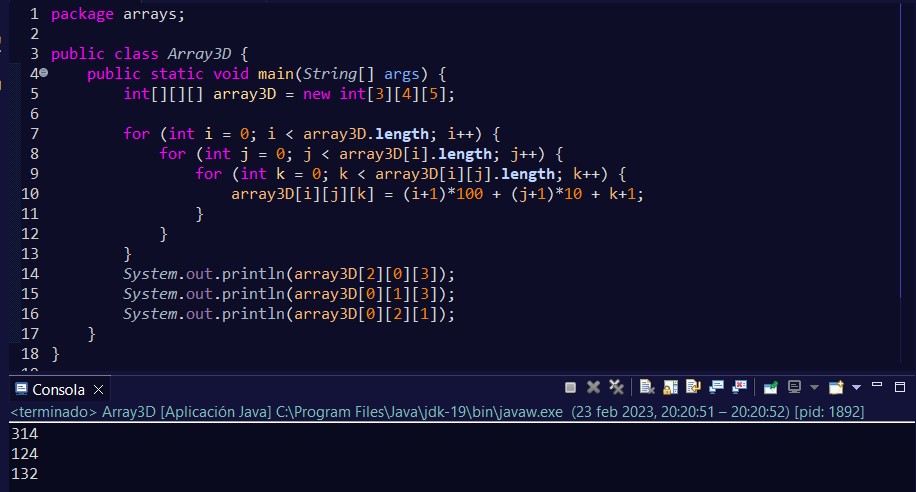 1 package arrays;
2
3 public class Array3D {
4 public static void main(String[] args) {
5 int[][][] array3D = new int[3][4][5];
6
7 for (int i = 0; i < array3D.length; i++) {
8 for (int j = 0; j < array3D[i].length; j++) {
9 for (int k = 0; k < array3D[i][j].length; k++) {
10 array3D[i][j][k] = (i+1)*100 + (j+1)*10 + k+1;
11 }
12 }
13 }
14 System.out.println(array3D[2][0][3]);
15 System.out.println(array3D[0][1][3]);
16 System.out.println(array3D[0][2][1]);
17 }
18 }
Consola
<terminado> Array3D [Aplicación Java] C:\Program Files\Java\jdk-19\bin\javaw.exe (23 feb 2023, 20:20:51 – 20:20:52) [pid: 1892]
314
124
132